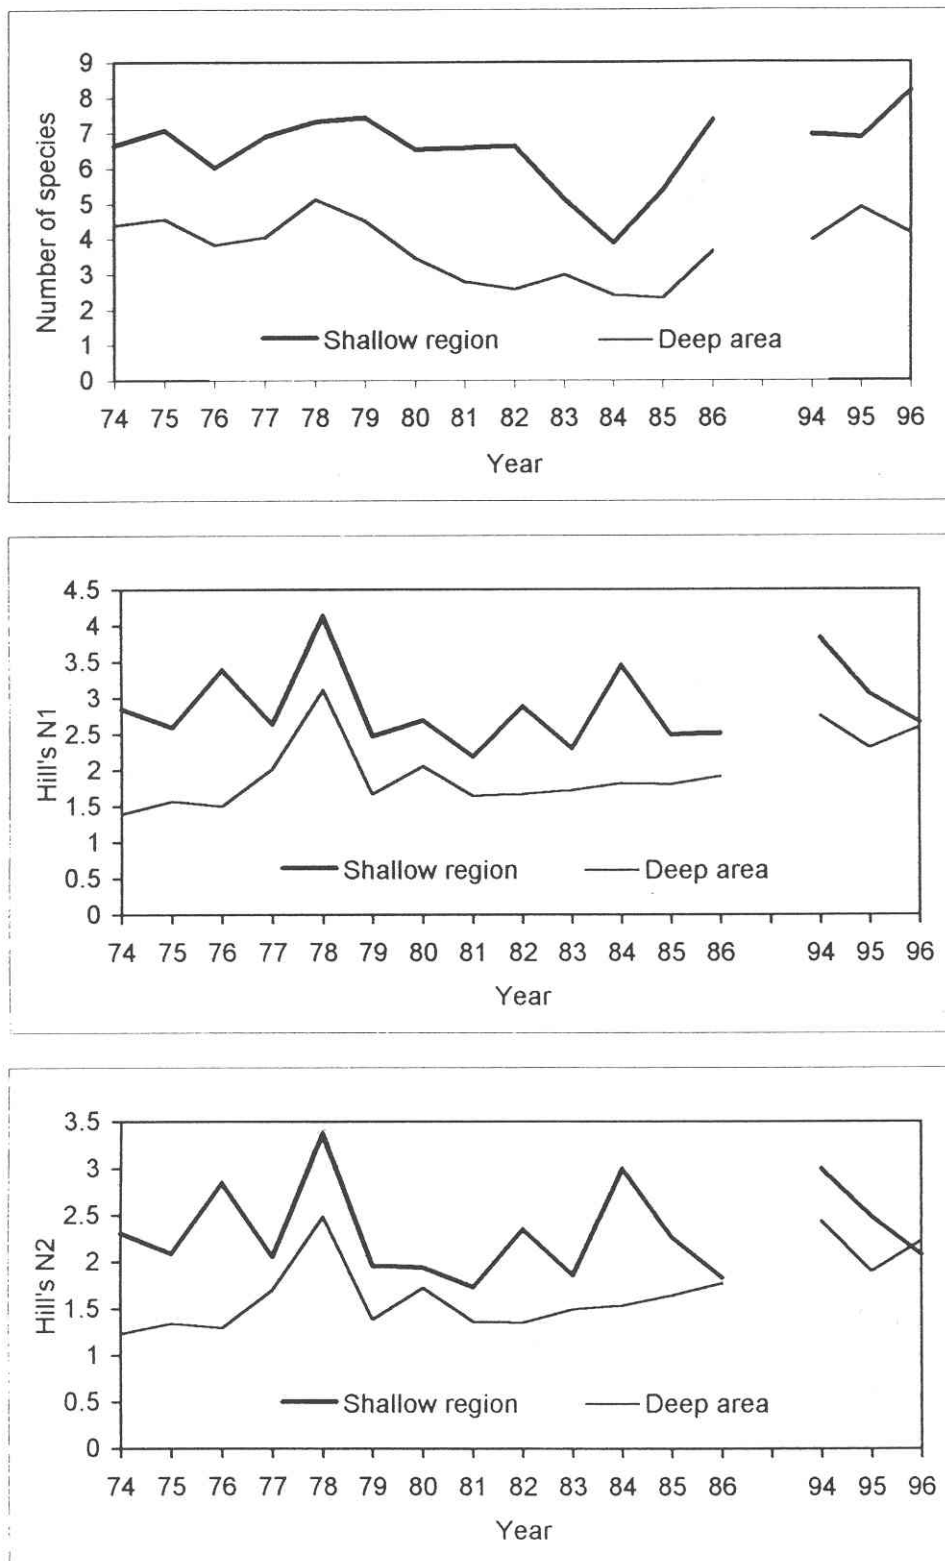 9
8
7
6
5
4
3
2
1
0
Number of species
Shallow region Deep area
74 75 76 77 78 79 80 81 82 83 84 85 86 94 95 96
Year
4.5
4
3.5
3
2.5
2
1.5
1
0.5
0
Hill's N1
Shallow region Deep area
74 75 76 77 78 79 80 81 82 83 84 85 86 94 95 96
Year
3.5
3
2.5
2
1.5
1
0.5
0
Hill's N2
Shallow region Deep area
74 75 76 77 78 79 80 81 82 83 84 85 86 94 95 96
Year